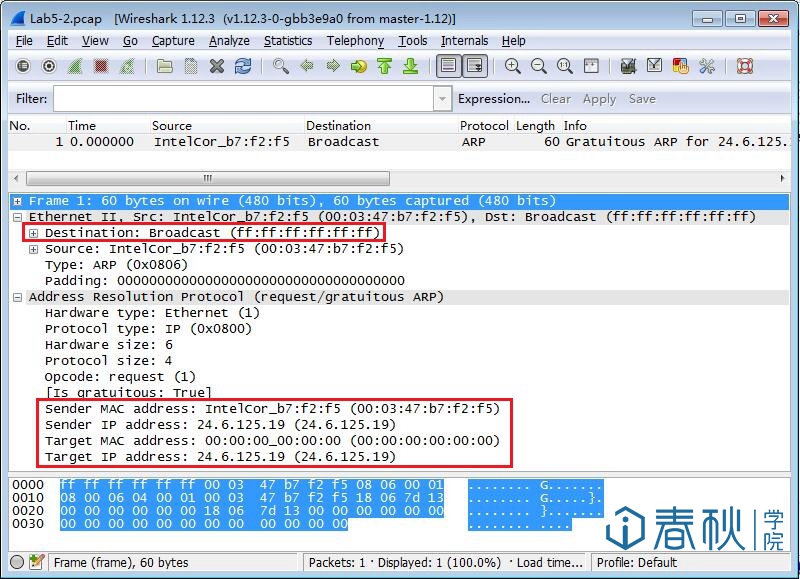 Lab5-2.pcap [Wireshark 1.12.3 (v1.12.3-0-gbb3e9a0 from master-1.12)]
File Edit View Go Capture Analyze Statistics Telephony Tools Internals Help
Filter: Expression... Clear Apply Save
No. Time Source Destination Protocol Length Info
1 0.000000 IntelCor_b7:f2:f5 Broadcast ARP 60 Gratuitous ARP for 24.6.125.1
Frame 1: 60 bytes on wire (480 bits), 60 bytes captured (480 bits)
Ethernet II, Src: IntelCor_b7:f2:f5 (00:03:47:b7:f2:f5), Dst: Broadcast (ff:ff:ff:ff:ff:ff)
Destination: Broadcast (ff:ff:ff:ff:ff:ff)
Source: IntelCor_b7:f2:f5 (00:03:47:b7:f2:f5)
Type: ARP (0x0806)
Padding: 000000000000000000000000000000000000
Address Resolution Protocol (request/gratuitous ARP)
Hardware type: Ethernet (1)
Protocol type: IP (0x0800)
Hardware size: 6
Protocol size: 4
Opcode: request (1)
[Is gratuitous: True]
Sender MAC address: IntelCor_b7:f2:f5 (00:03:47:b7:f2:f5)
Sender IP address: 24.6.125.19 (24.6.125.19)
Target MAC address: 00:00:00_00:00:00 (00:00:00:00:00:00)
Target IP address: 24.6.125.19 (24.6.125.19)
0000 ff ff ff ff ff ff 00 03 47 b7 f2 f5 08 06 00 01 ........ G.......
0010 08 00 06 04 00 01 00 03 47 b7 f2 f5 18 06 7d 13 ........ G.....}.
0020 00 00 00 00 00 00 18 06 7d 13 00 00 00 00 00 00 ........ }.......
0030 00 00 00 00 00 00 00 00 00 00 00 00 ........ ....
春秋 学院
Frame (frame), 60 bytes Packets: 1 · Displayed: 1 (100.0%) · Load time... Profile: Default